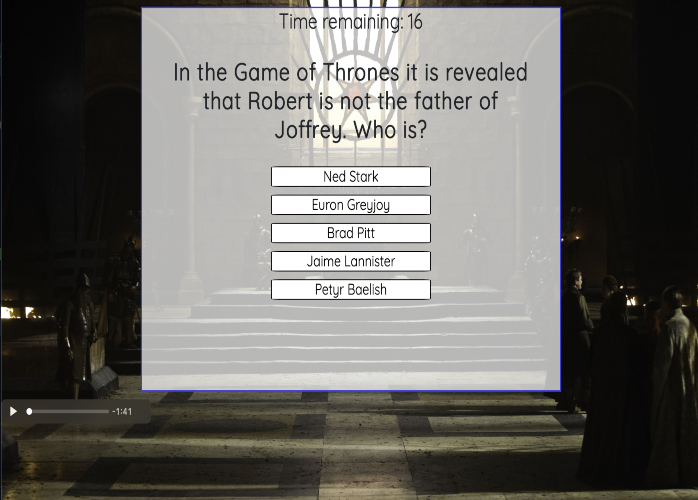 Time remaining: 16
In the Game of Thrones it is revealed
that Robert is not the father of
Joffrey. Who is?
Ned Stark
Euron Greyjoy
Brad Pitt
Jaime Lannister
Petyr Baelish
-1:41